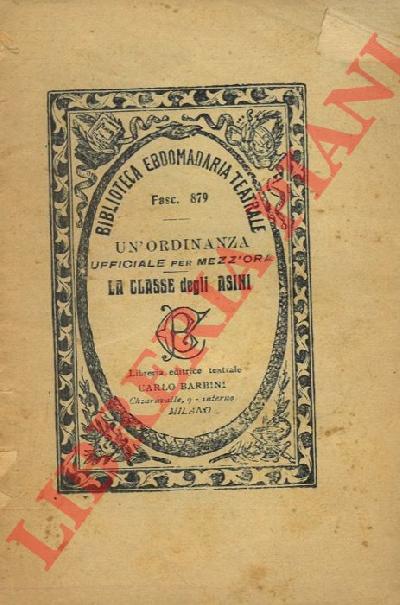 BIBLIOTECA EBDOMADARIA TEATRALE
Fasc. 879
UN'ORDINANZA
UFFICIALE PER MEZZ'ORA
LA CLASSE degli ASINI
CB
Libreria editrice teatrale
CARLO BARBINI
Chiaravalle, 9 - interno
MILANO
LIBRERIA PIANI